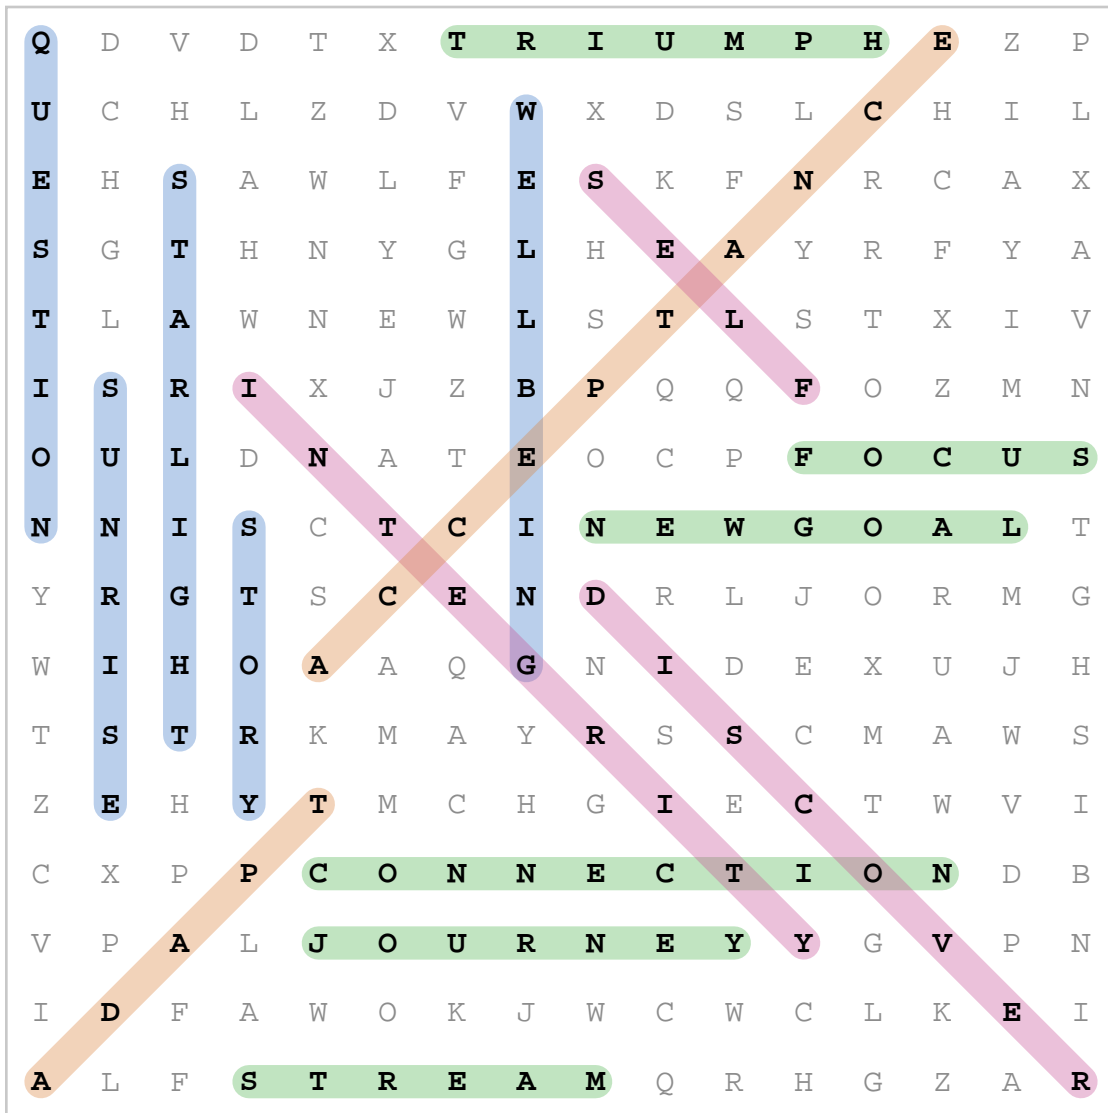 Q D V D T X T R I U M P H E Z P
U C H L Z D V W X D S L C H I L
E H S A W L F E S K F N R C A X
S G T H N Y G L H E A Y R F Y A
T L A W N E W L S T L S T X I V
I S R I X J Z B P Q Q F O Z M N
O U L D N A T E O C P F O C U S
N N I S C T C I N E W G O A L T
Y R G T S C E N D R L J O R M G
W I H O A A Q G N I D E X U J H
T S T R K M A Y R S S C M A W S
Z E H Y T M C H G I E C T W V I
C X P P C O N N E C T I O N D B
V P A L J O U R N E Y Y G V P N
I D F A W O K J W C W C L K E I
A L F S T R E A M Q R H G Z A R